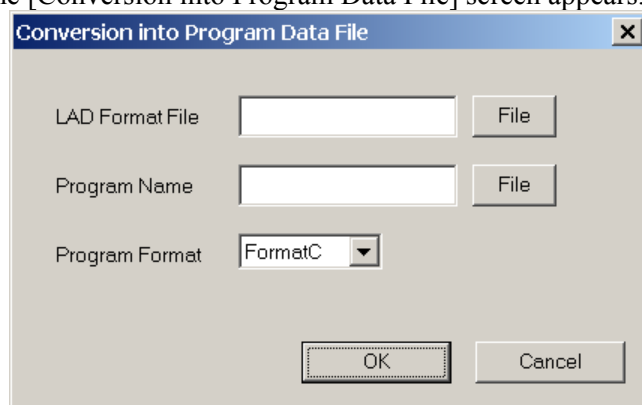 e [Conversion into Program Data File] screen appears.
Conversion into Program Data File
LAD Format File
File
Program Name
File
Program Format
FormatC
OK
Cancel